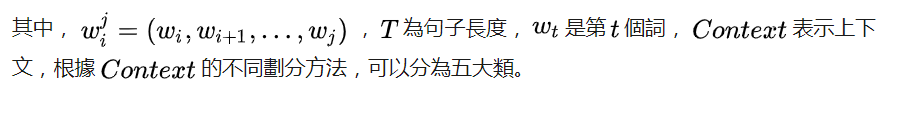 其中，$w_i^j = (w_i, w_{i+1}, \ldots, w_j)$，$T$ 為句子長度，$w_t$ 是第 $t$ 個詞，$Context$ 表示上下
文，根據 $Context$ 的不同劃分方法，可以分為五大類。